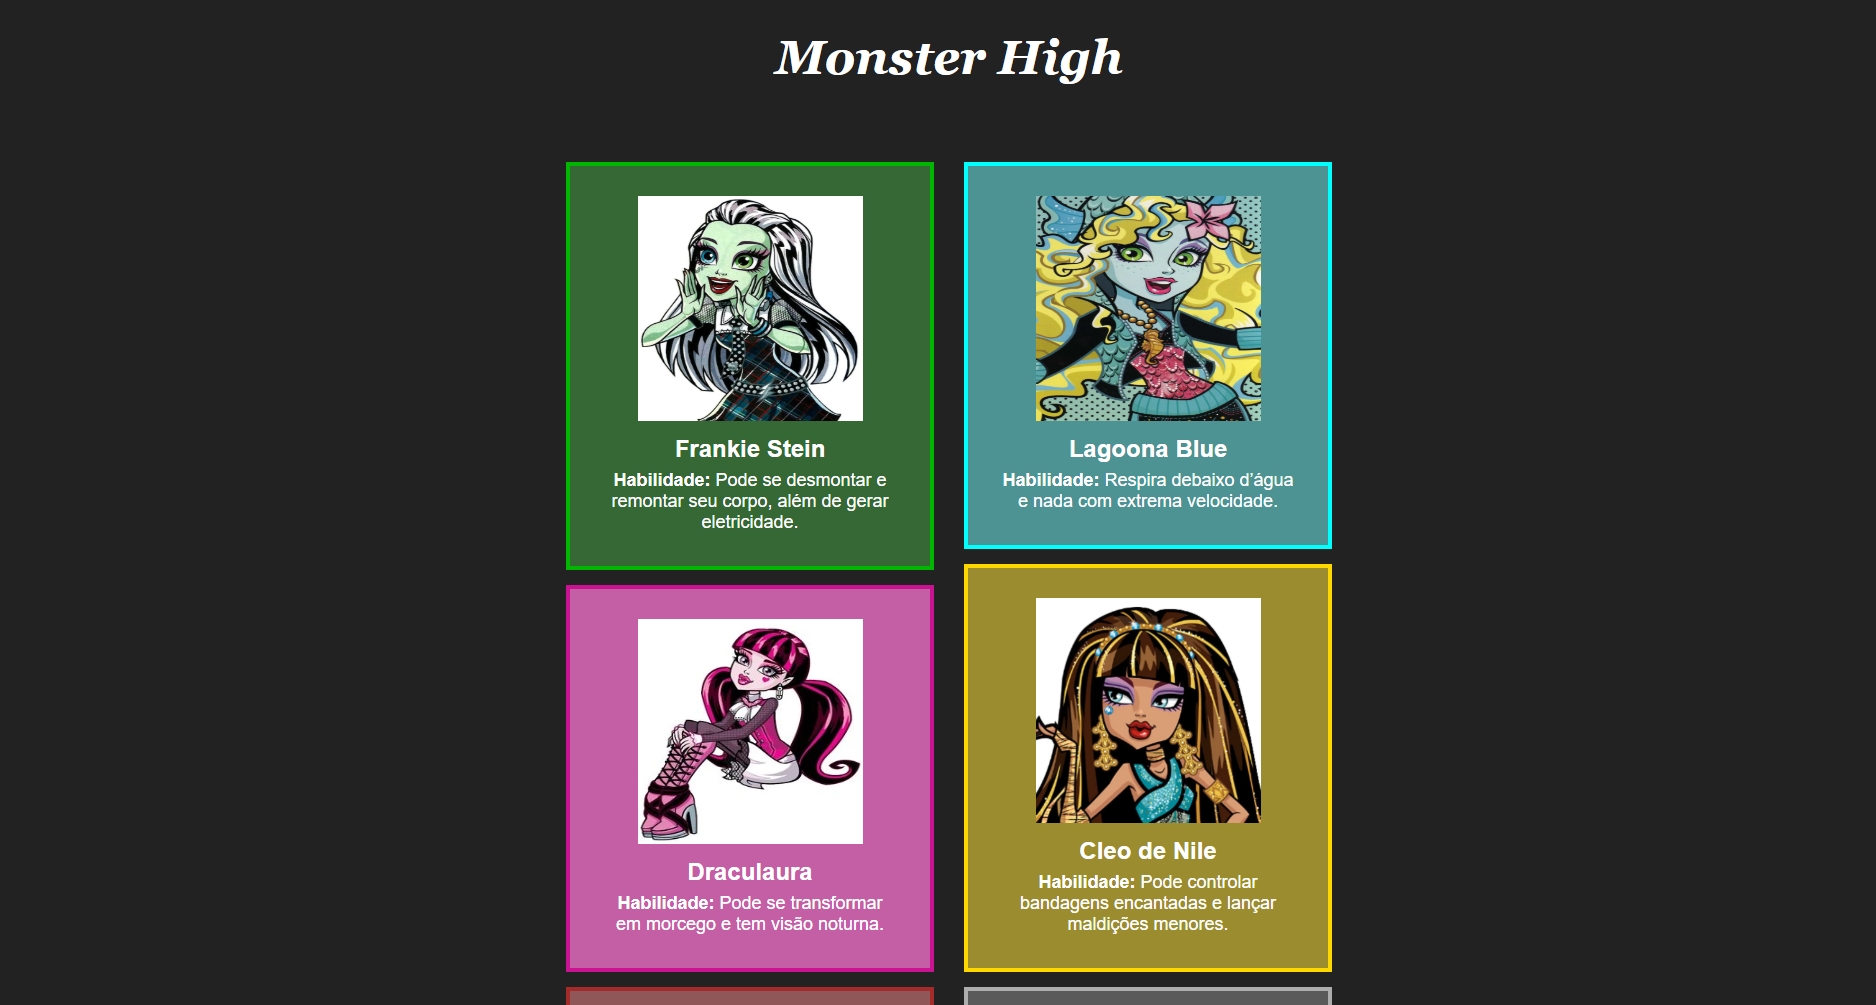 Monster High
Frankie Stein
Habilidade: Pode se desmontar e
remontar seu corpo, além de gerar
eletricidade.
Lagoona Blue
Habilidade: Respira debaixo d’água
e nada com extrema velocidade.
Draculaura
Habilidade: Pode se transformar
em morcego e tem visão noturna.
Cleo de Nile
Habilidade: Pode controlar
bandagens encantadas e lançar
maldições menores.